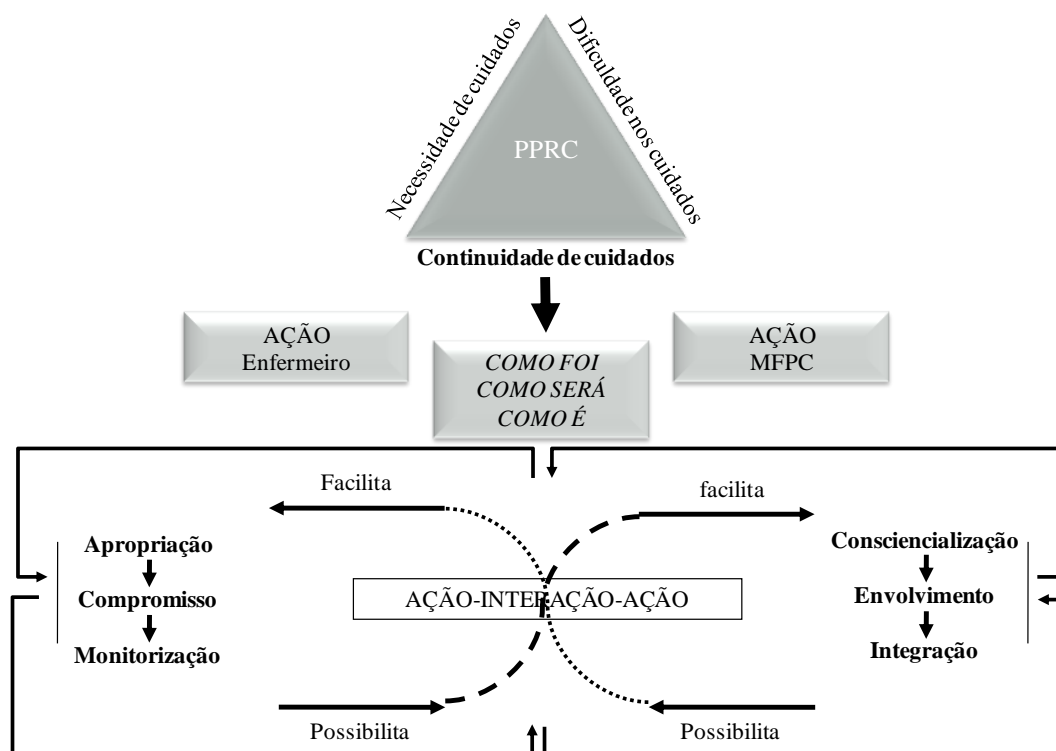 Necessidade de cuidados
Dificuldade nos cuidados
PPRC
Continuidade de cuidados
AÇÃO
Enfermeiro
AÇÃO
MFPC
COMO FOI
COMO SERÁ
COMO É
Facilita
facilita
Apropriação
Compromisso
Monitorização
AÇÃO-INTERAÇÃO-AÇÃO
Consciencialização
Envolvimento
Integração
Possibilita
Possibilita